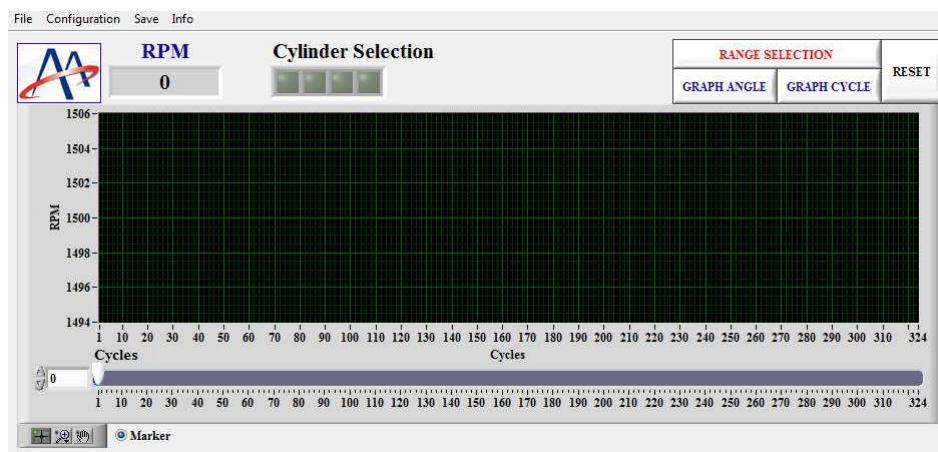 File Configuration Save Info
RPM
0
Cylinder Selection
RANGE SELECTION
GRAPH ANGLE GRAPH CYCLE
RESET
1506
1504
1502
1500
1498
1496
1494
RPM
1 10 20 30 40 50 60 70 80 90 100 110 120 130 140 150 160 170 180 190 200 210 220 230 240 250 260 270 280 290 300 310 324
Cycles
Cycles
0
1 10 20 30 40 50 60 70 80 90 100 110 120 130 140 150 160 170 180 190 200 210 220 230 240 250 260 270 280 290 300 310 324
Marker